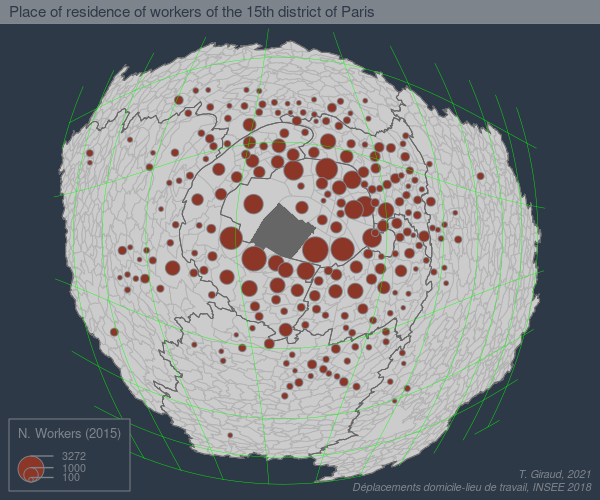 Place of residence of workers of the 15th district of Paris
N. Workers (2015)
3272
1000
100
T. Giraud, 2021
Déplacements domicile-lieu de travail, INSEE 2018